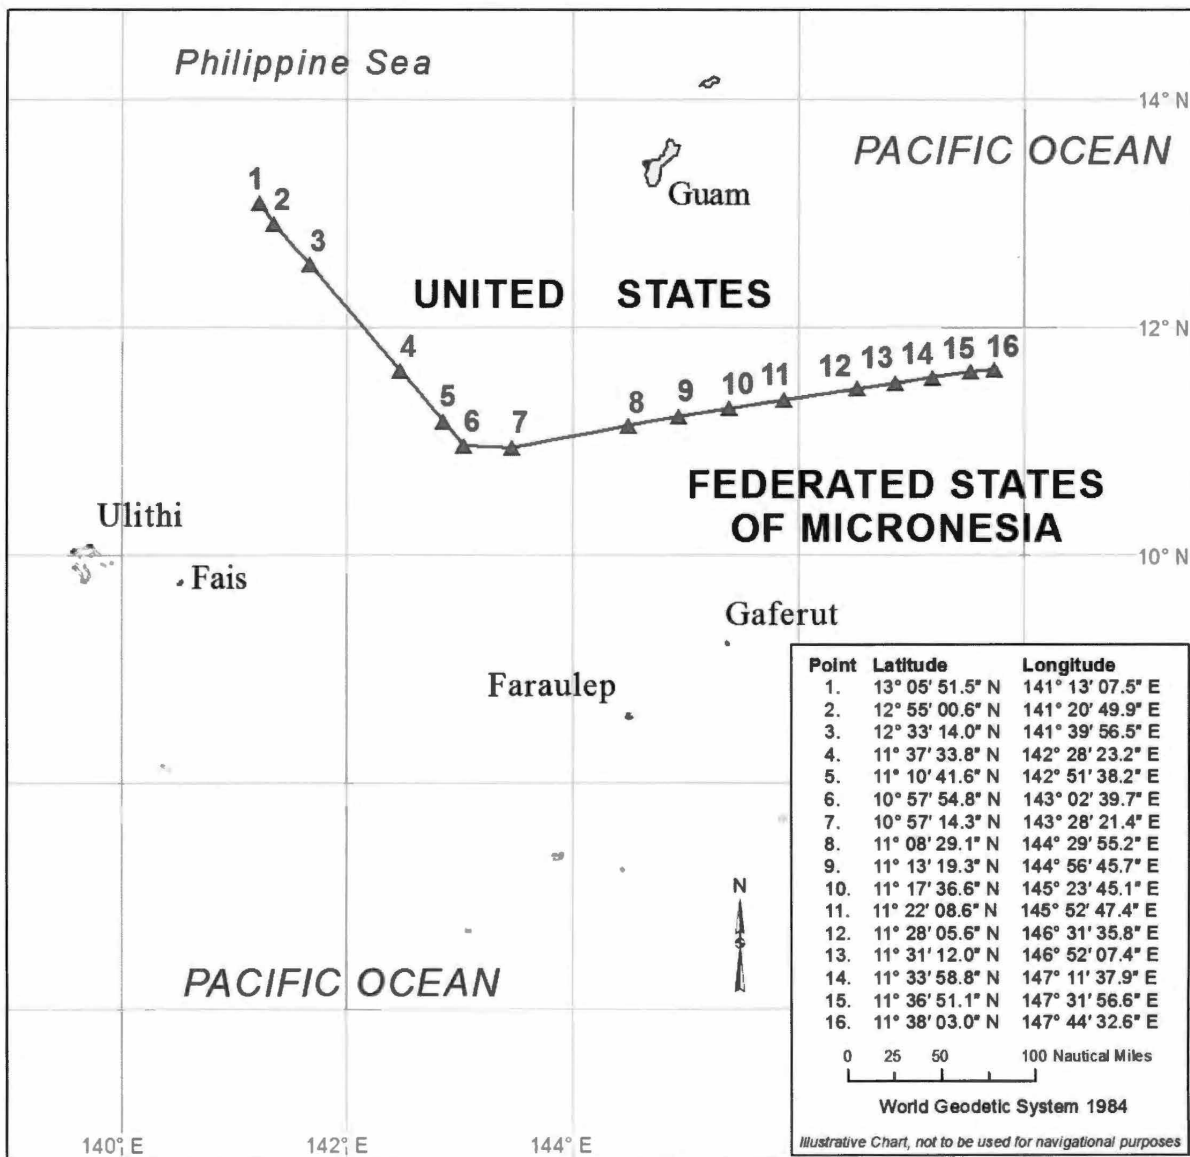 Philippine Sea
14° N
PACIFIC OCEAN
Guam
1
2
3
UNITED STATES
12° N
4
5
6
7
8
9
10
11
12
13
14
15
16
FEDERATED STATES
OF MICRONESIA
Ulithi
10° N
Fais
Gaferut
Faraulep
Point Latitude Longitude
1. 13° 05' 51.5" N 141° 13' 07.5" E
2. 12° 55' 00.6" N 141° 20' 49.9" E
3. 12° 33' 14.0" N 141° 39' 56.5" E
4. 11° 37' 33.8" N 142° 28' 23.2" E
5. 11° 10' 41.6" N 142° 51' 38.2" E
6. 10° 57' 54.8" N 143° 02' 39.7" E
7. 10° 57' 14.3" N 143° 28' 21.4" E
8. 11° 08' 29.1" N 144° 29' 55.2" E
9. 11° 13' 19.3" N 144° 56' 45.7" E
10. 11° 17' 36.6" N 145° 23' 45.1" E
11. 11° 22' 08.6" N 145° 52' 47.4" E
12. 11° 28' 05.6" N 146° 31' 35.8" E
13. 11° 31' 12.0" N 146° 52' 07.4" E
14. 11° 33' 58.8" N 147° 11' 37.9" E
15. 11° 36' 51.1" N 147° 31' 56.6" E
16. 11° 38' 03.0" N 147° 44' 32.6" E
N
S
PACIFIC OCEAN
0 25 50 100 Nautical Miles
World Geodetic System 1984
Illustrative Chart, not to be used for navigational purposes
140° E
142° E
144° E